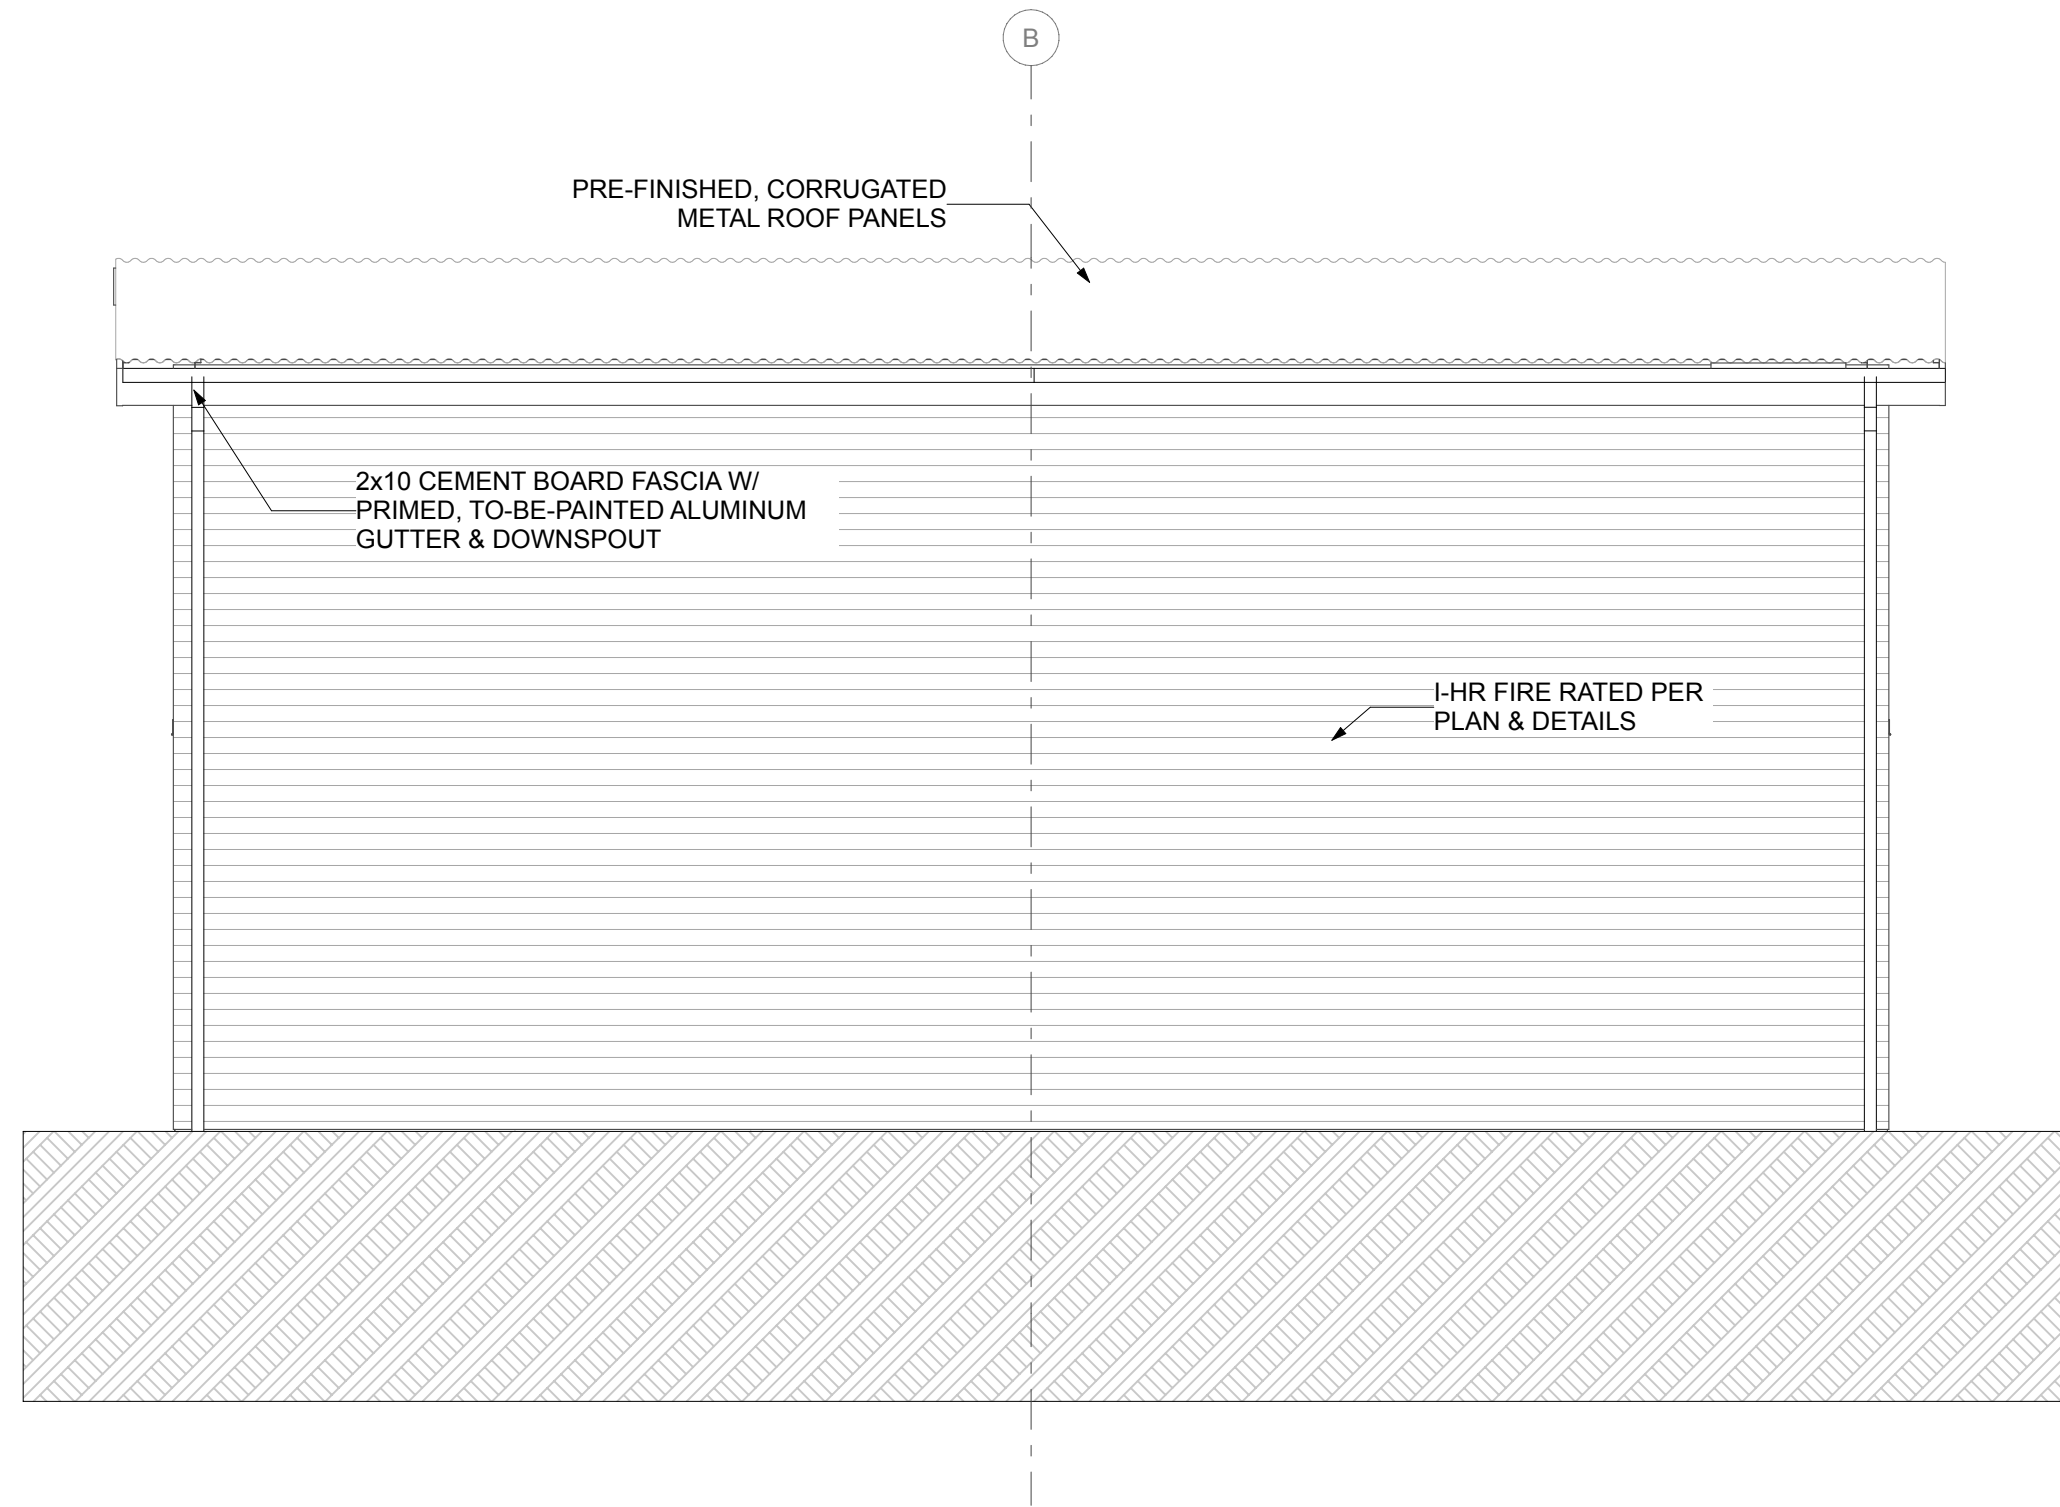 B
PRE-FINISHED, CORRUGATED
METAL ROOF PANELS
2x10 CEMENT BOARD FASCIA W/
PRIMED, TO-BE-PAINTED ALUMINUM
GUTTER & DOWNSPOUT
I-HR FIRE RATED PER
PLAN & DETAILS